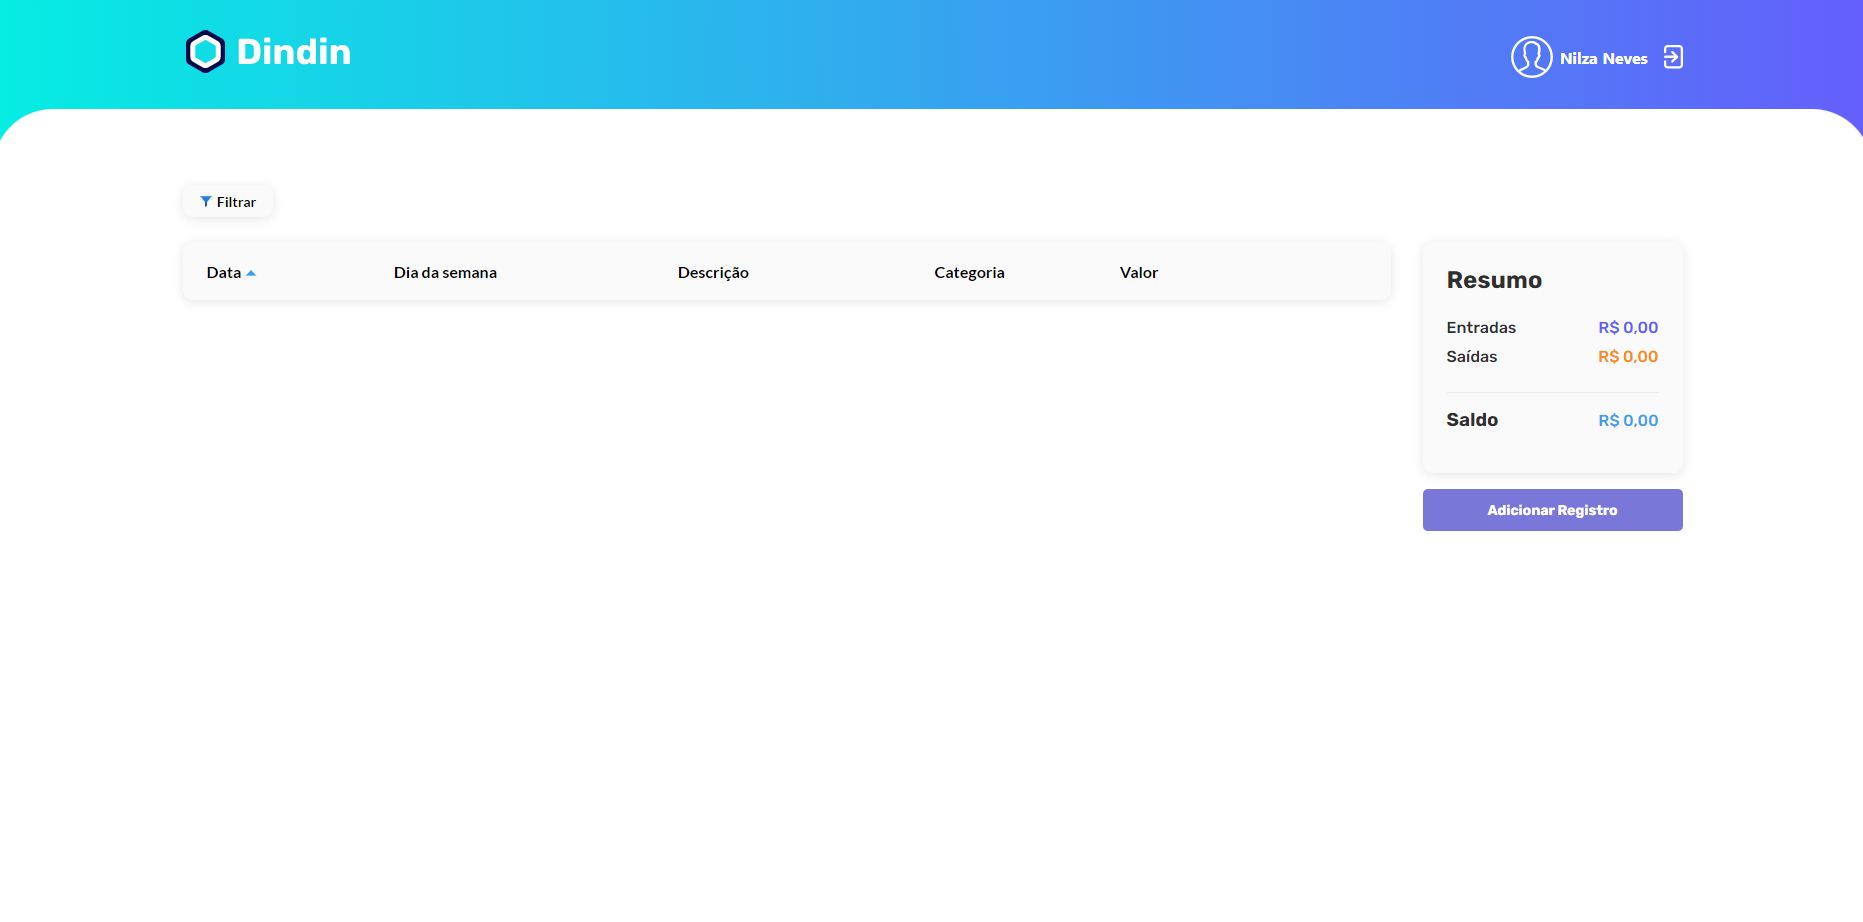 Dindin
Nilza Neves
Filtrar
Data Dia da semana Descrição Categoria Valor
Resumo
Entradas R$ 0,00
Saídas R$ 0,00
Saldo R$ 0,00
Adicionar Registro